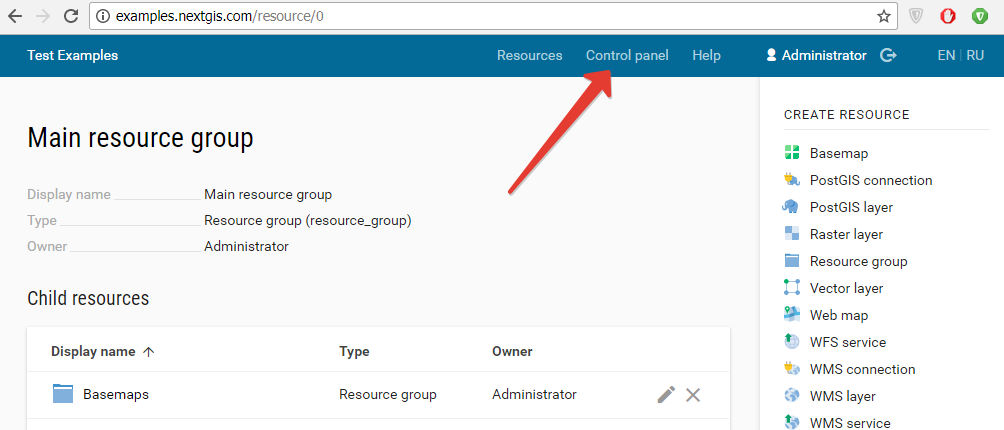 examples.nextgis.com/resource/0
Test Examples Resources Control panel Help Administrator EN | RU
Main resource group
Display name Main resource group
Type Resource group (resource_group)
Owner Administrator
Child resources
Display name Type Owner
Basemaps Resource group Administrator
CREATE RESOURCE
Basemap
PostGIS connection
PostGIS layer
Raster layer
Resource group
Vector layer
Web map
WFS service
WMS connection
WMS layer
WMS service